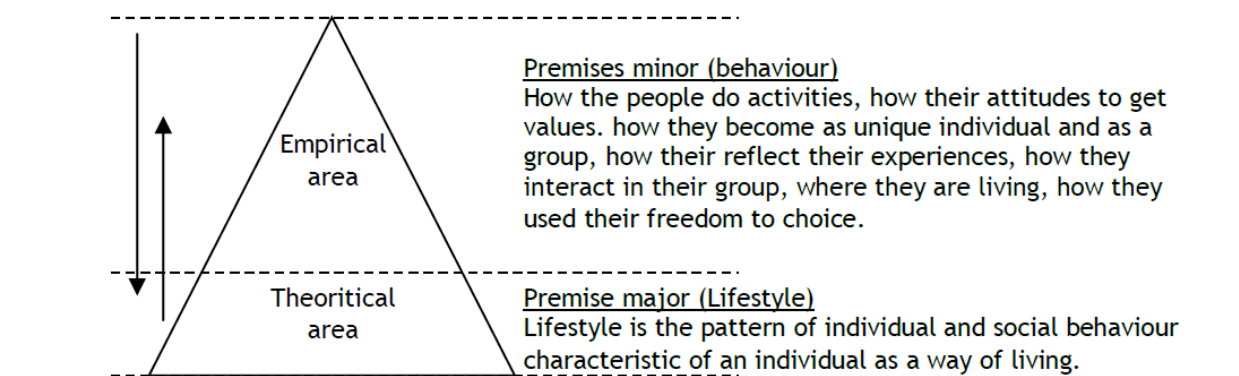 Premises minor (behaviour)
How the people do activities, how their attitudes to get
values. how they become as unique individual and as a
group, how their reflect their experiences, how they
interact in their group, where they are living, how they
used their freedom to choice.
Empirical
area
Theoritical
area
Premise major (Lifestyle)
Lifestyle is the pattern of individual and social behaviour
characteristic of an individual as a way of living.